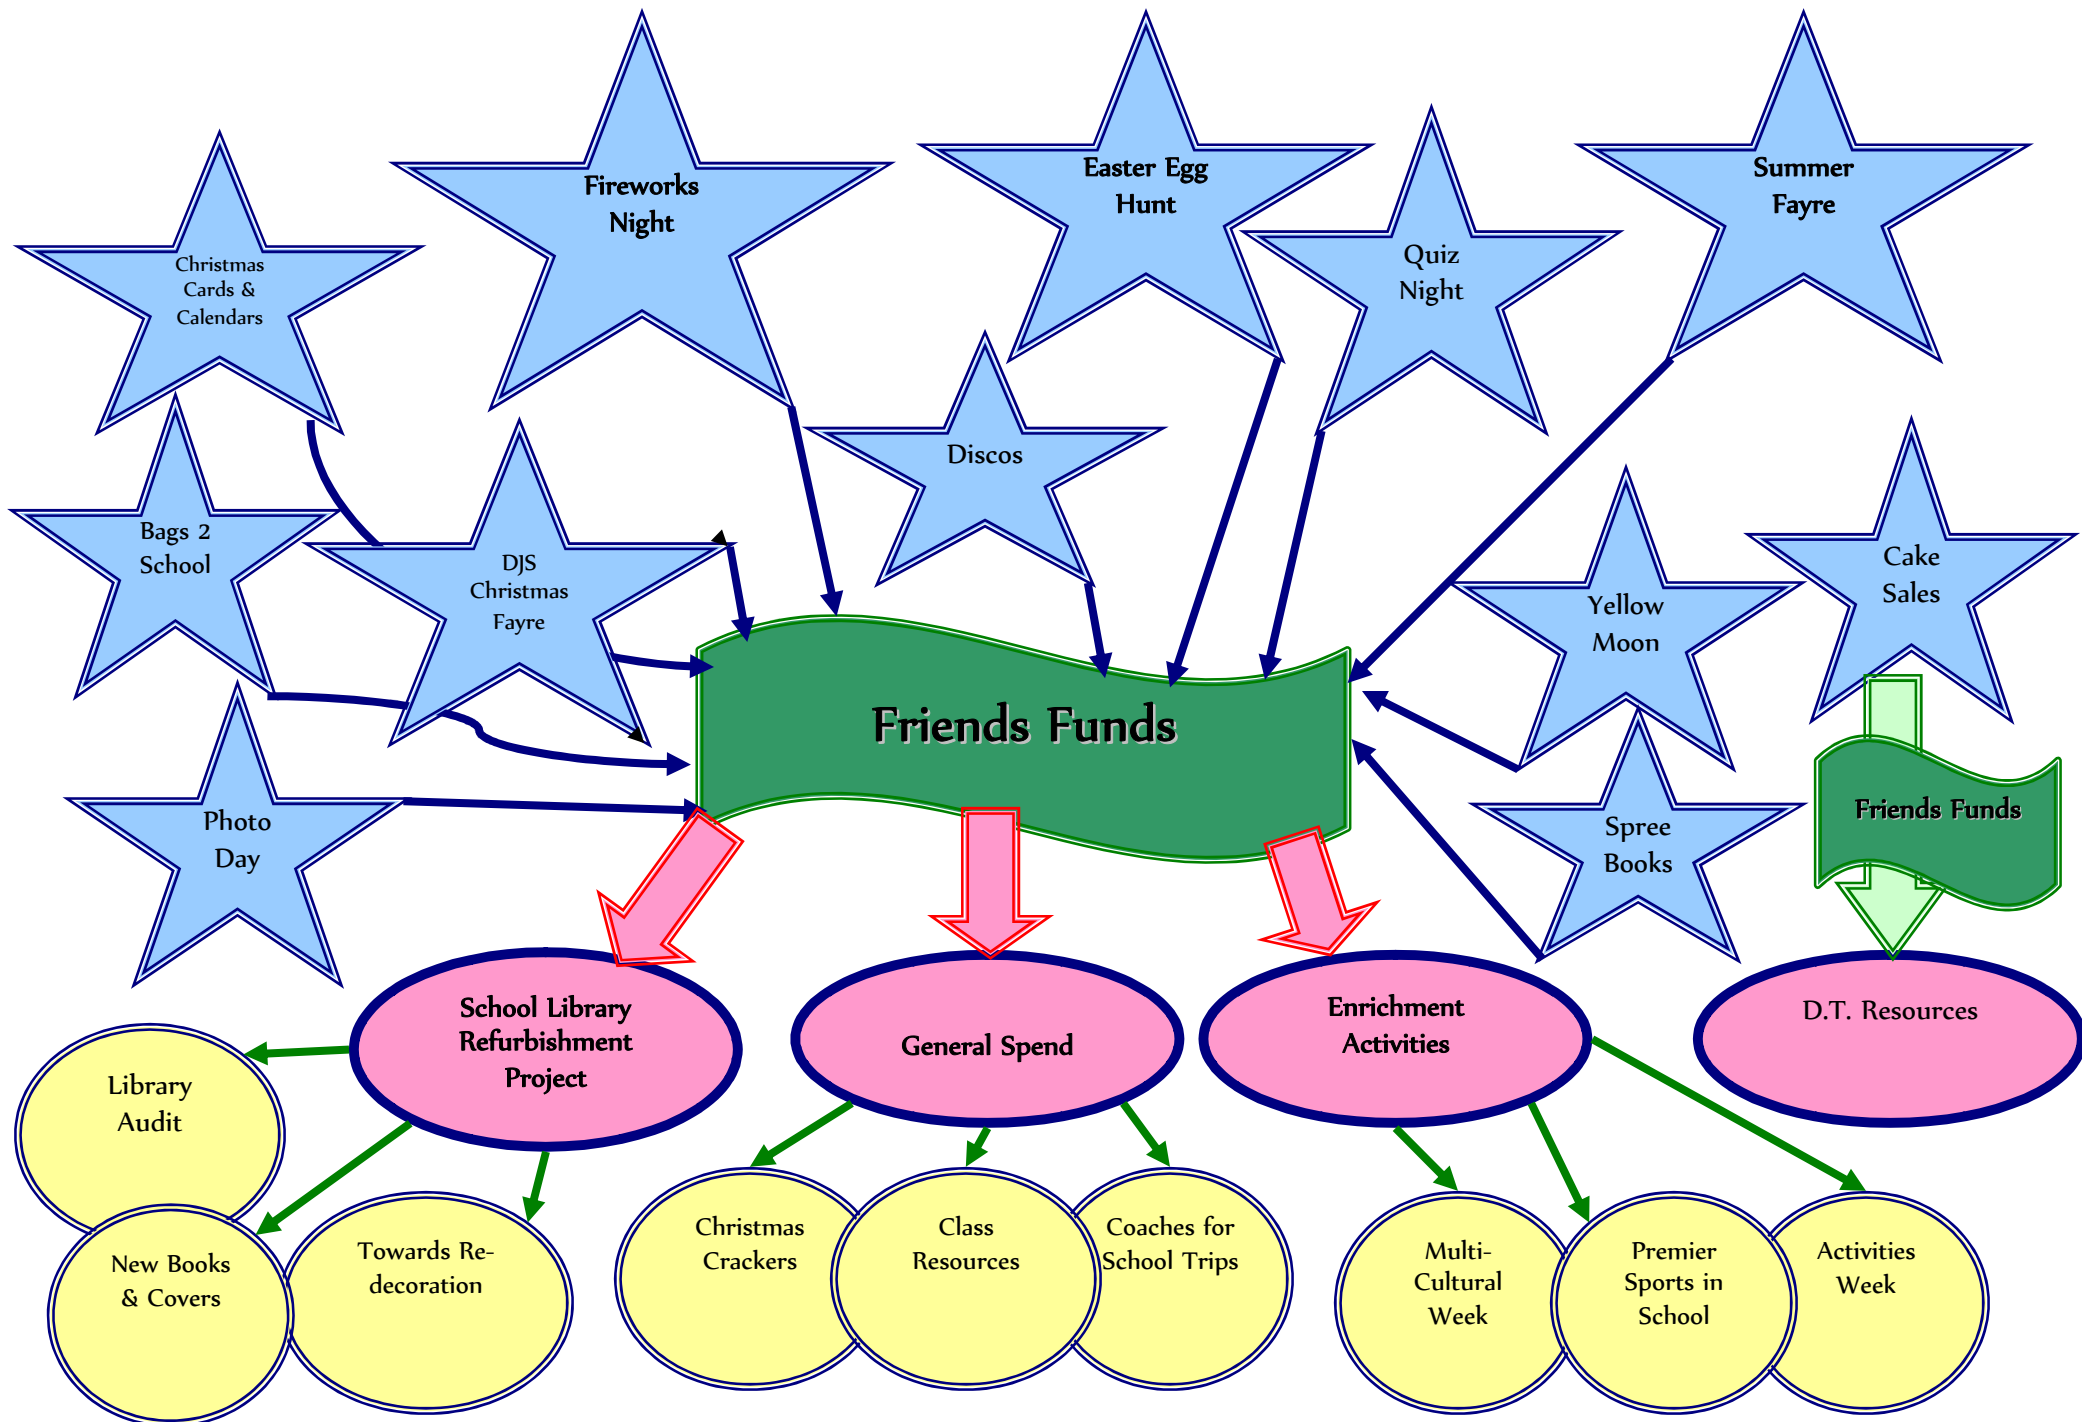 Fireworks
Night
Easter Egg
Hunt
Summer
Fayre
Christmas
Cards &
Calendars
Quiz
Night
Discos
Bags 2
School
DJS
Christmas
Fayre
Yellow
Moon
Cake
Sales
Friends Funds
Photo
Day
Spree
Books
Friends Funds
School Library
Refurbishment
Project
General Spend
Enrichment
Activities
D.T. Resources
Library
Audit
New Books
& Covers
Towards Re-
decoration
Christmas
Crackers
Class
Resources
Coaches for
School Trips
Multi-
Cultural
Week
Premier
Sports in
School
Activities
Week